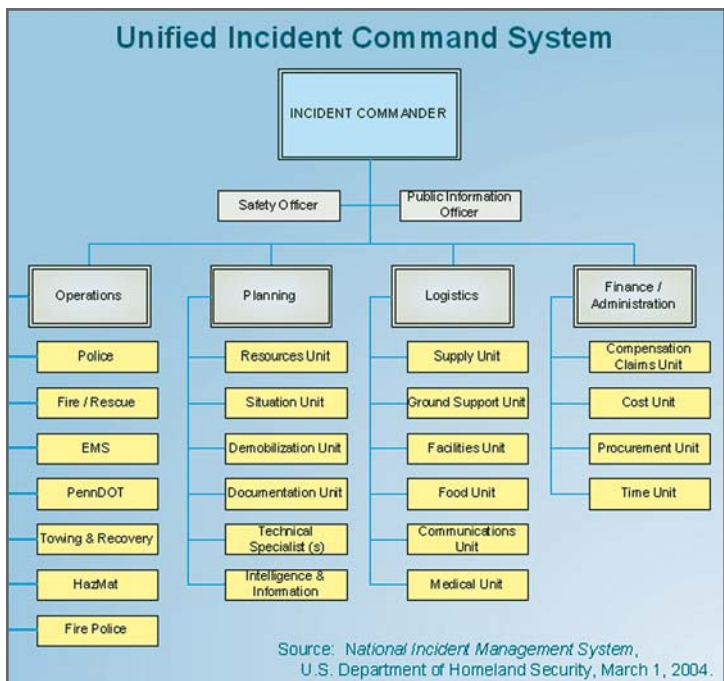 Unified Incident Command System
INCIDENT COMMANDER
Safety Officer
Public Information
Officer
Operations
Police
Fire / Rescue
EMS
PennDOT
Towing & Recovery
HazMat
Fire Police
Planning
Resources Unit
Situation Unit
Demobilization Unit
Documentation Unit
Technical
Specialist (s)
Intelligence &
Information
Logistics
Supply Unit
Ground Support Unit
Facilities Unit
Food Unit
Communications
Unit
Medical Unit
Finance /
Administration
Compensation
Claims Unit
Cost Unit
Procurement Unit
Time Unit
Source: National Incident Management System,
U.S. Department of Homeland Security, March 1, 2004.